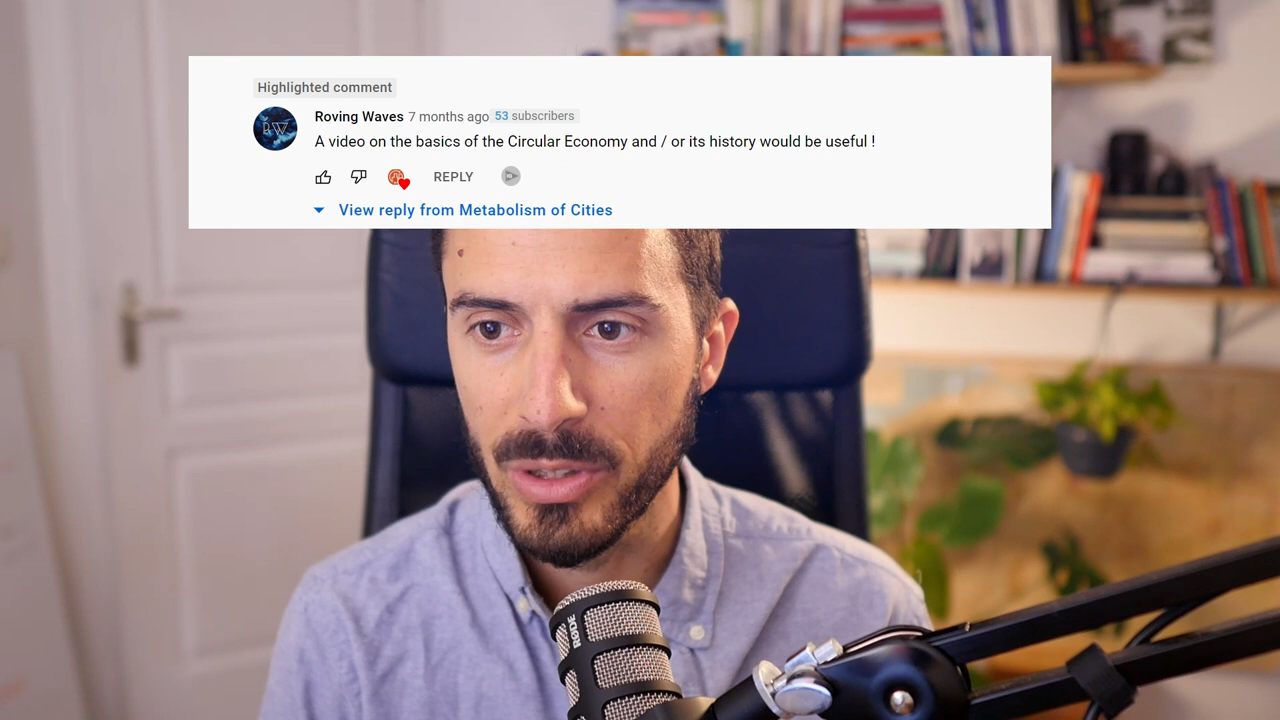 Highlighted comment
Roving Waves 7 months ago 53 subscribers
A video on the basics of the Circular Economy and / or its history would be useful !
REPLY
View reply from Metabolism of Cities
RØDE